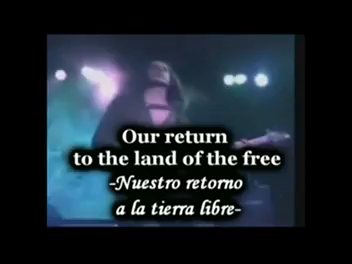 Our return
to the land of the free
-Nuestro retorno
a la tierra libre-